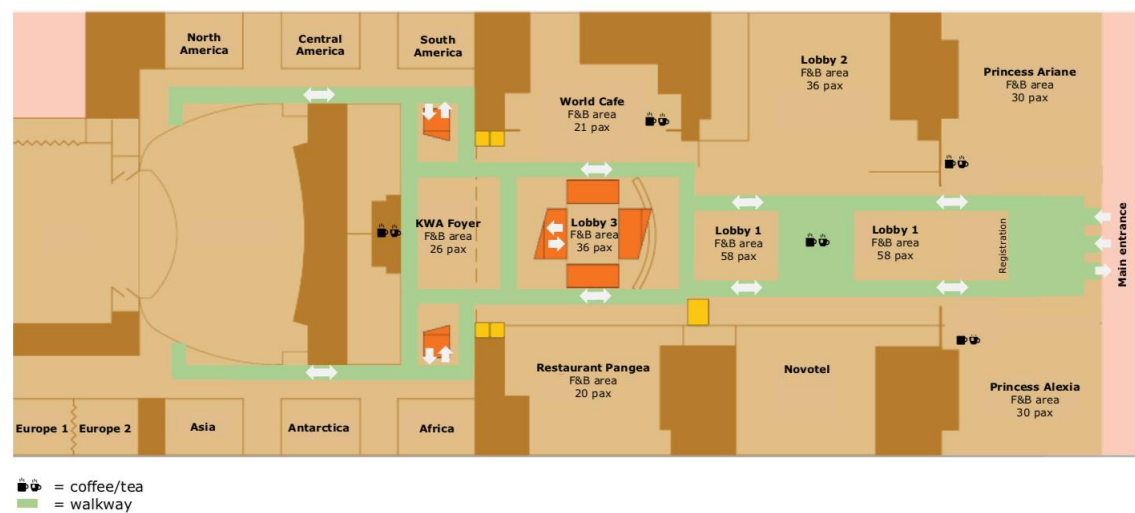 North
America
Central
America
South
America
World Cafe
F&B area
21 pax
Lobby 2
F&B area
36 pax
Princess Ariane
F&B area
30 pax
KWA Foyer
F&B area
26 pax
Lobby 3
F&B area
36 pax
Lobby 1
F&B area
58 pax
Lobby 1
F&B area
58 pax
Registration
Main entrance
Restaurant Pangea
F&B area
20 pax
Novotel
Princess Alexia
F&B area
30 pax
Europe 1
Europe 2
Asia
Antarctica
Africa
= coffee/tea
= walkway